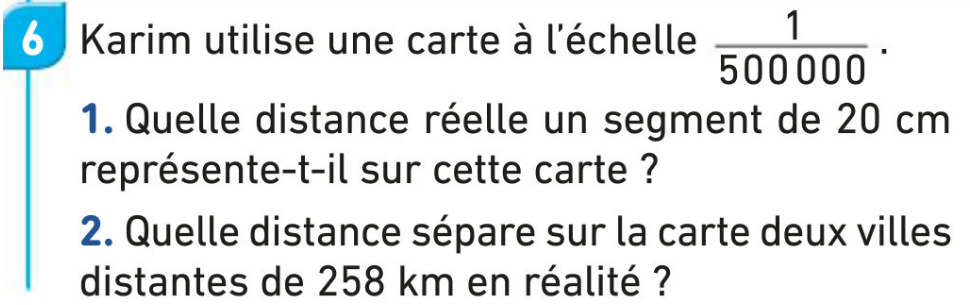 6 Karim utilise une carte à l'échelle 1/500 000.
1. Quelle distance réelle un segment de 20 cm
représente-t-il sur cette carte ?
2. Quelle distance sépare sur la carte deux villes
distantes de 258 km en réalité ?